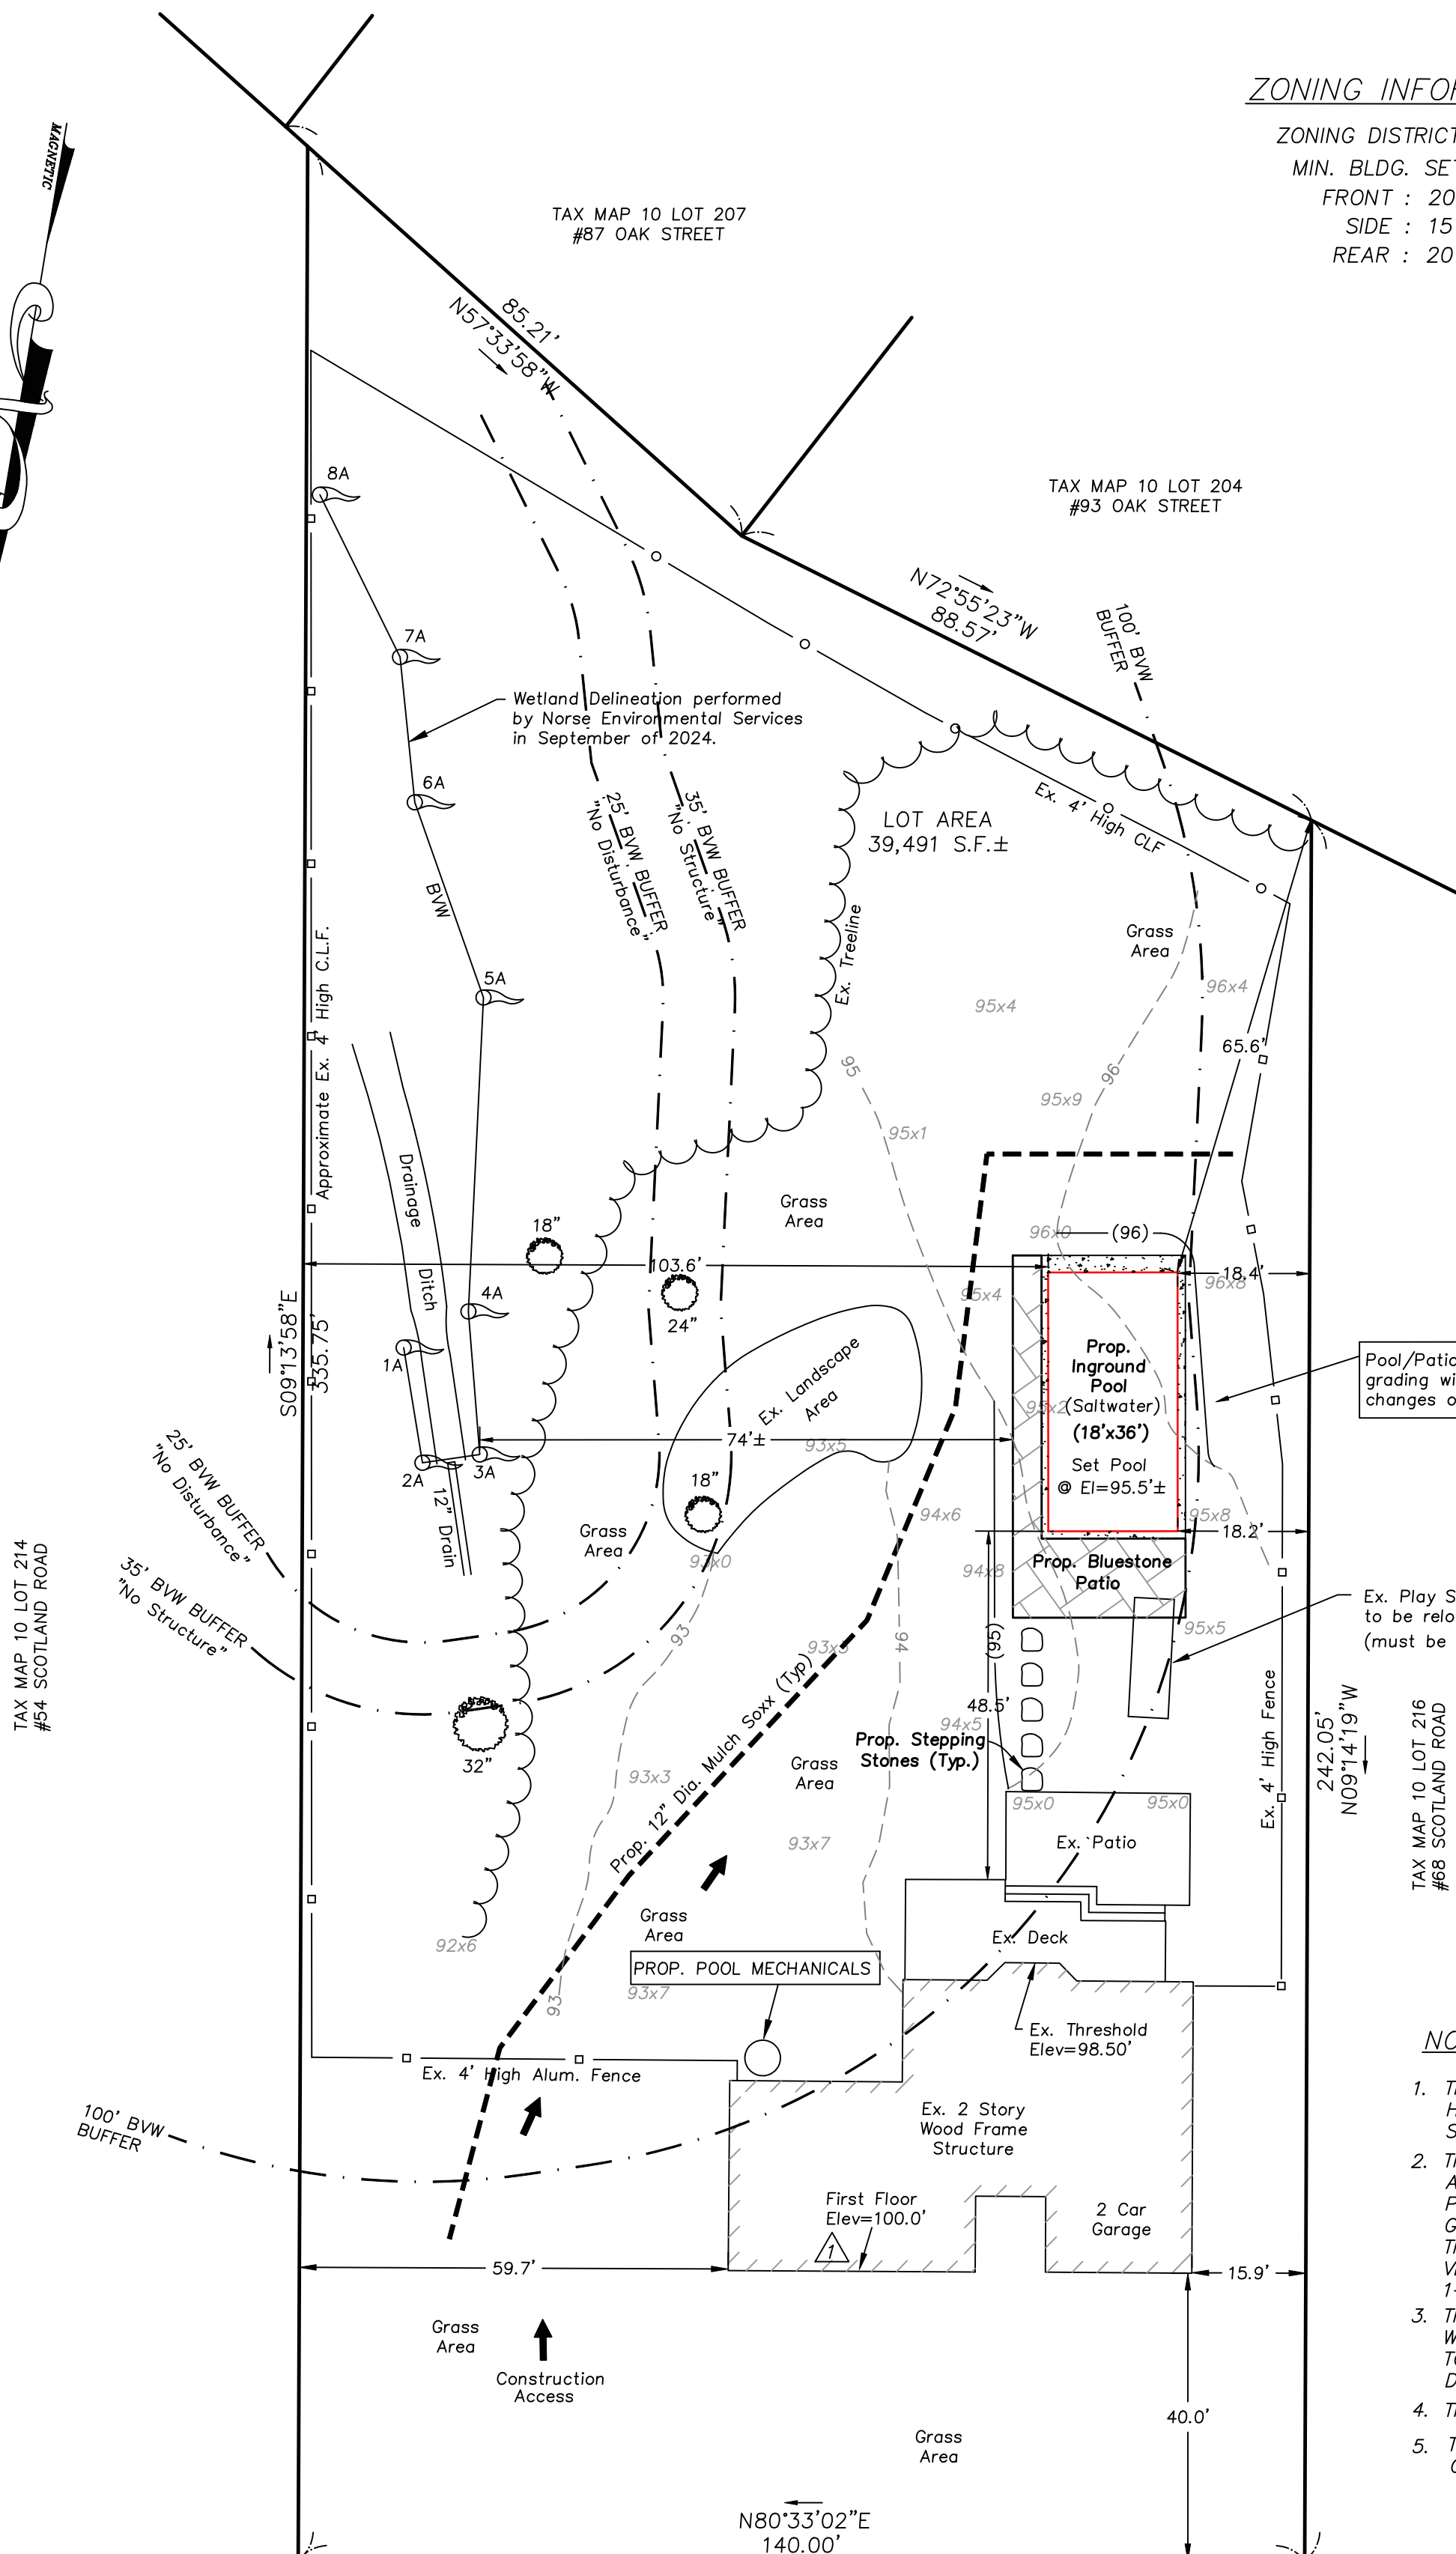 MAGNETIC
ZONING INFOR
ZONING DISTRICT
MIN. BLDG. SET
FRONT : 20
SIDE : 15
REAR : 20
TAX MAP 10 LOT 207
#87 OAK STREET
85.21'
N57°33'58"W
TAX MAP 10 LOT 204
#93 OAK STREET
N72°55'23"W
88.57'
100' BVW
BUFFER
8A
7A
Wetland Delineation performed
by Norse Environmental Services
in September of 2024.
6A
25' BVW BUFFER
"No Disturbance"
35' BVW BUFFER
"No Structure"
LOT AREA
39,491 S.F.±
Ex. 4' High CLF
BVW
Ex. Treeline
Grass
Area
5A
95x4
96x4
Approximate Ex. 4' High C.L.F.
65.6'
95
96
95x9
95x1
Drainage
Ditch
Grass
Area
18"
96x0
(96)
103.6'
18.4'
96x8
95x4
24"
4A
1A
S09°13'58"E
335.75'
Prop.
Inground
Pool
(Saltwater)
(18'x36')
Set Pool
@ El=95.5'±
95x2
Pool/Patio
grading wi
changes o
Ex. Landscape
Area
74'±
93x5
2A
3A
12" Drain
18"
94x6
95x8
18.2'
25' BVW BUFFER
"No Disturbance"
35' BVW BUFFER
"No Structure"
Grass
Area
93x0
94x8
Prop. Bluestone
Patio
Ex. Play S
to be relo
(must be
TAX MAP 10 LOT 214
#54 SCOTLAND ROAD
93
94
(95)
95x5
48.5'
94x5
Prop. Stepping
Stones (Typ.)
32"
93x3
Prop. 12" Dia. Mulch Soxx (Typ)
Grass
Area
95x0
95x0
Ex. 4' High Fence
242.05'
N09°14'19"W
TAX MAP 10 LOT 216
#68 SCOTLAND ROAD
93x7
Ex. Patio
92x6
Grass
Area
Ex. Deck
PROP. POOL MECHANICALS
93
93x7
Ex. Threshold
Elev=98.50'
Ex. 4' High Alum. Fence
100' BVW
BUFFER
Ex. 2 Story
Wood Frame
Structure
First Floor
Elev=100.0'
1
2 Car
Garage
59.7'
15.9'
Grass
Area
Construction
Access
40.0'
Grass
Area
N80°33'02"E
140.00'
NO
1. T
H
S
2. T
A
P
G
T
V
1
3. T
W
T
D
4. T
5. T